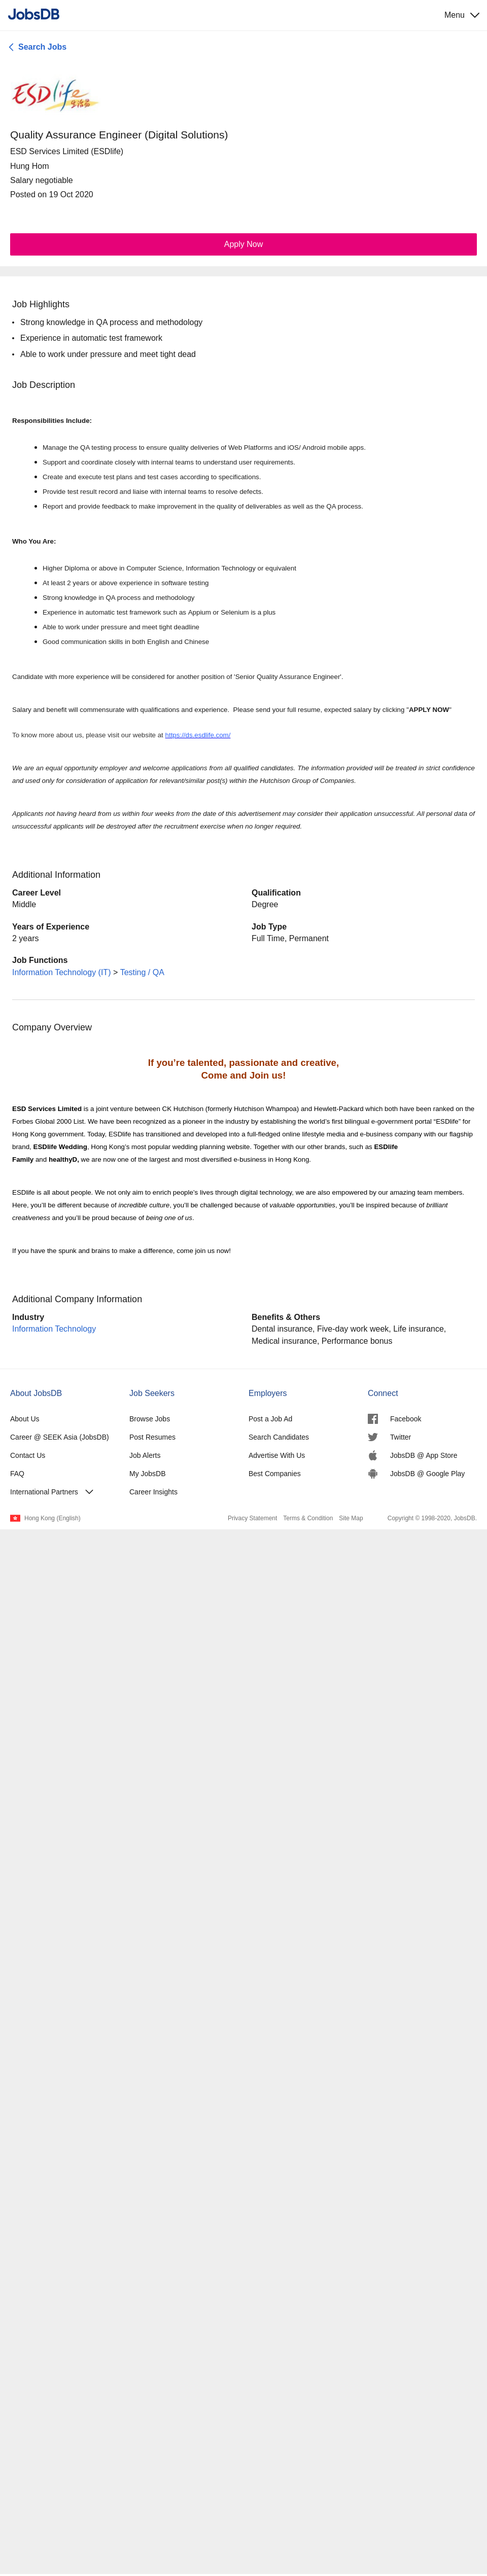 JobsDB
Menu
Search Jobs
ESDlife 生活易
Quality Assurance Engineer (Digital Solutions)
ESD Services Limited (ESDlife)
Hung Hom
Salary negotiable
Posted on 19 Oct 2020
Apply Now
Job Highlights
• Strong knowledge in QA process and methodology
• Experience in automatic test framework
• Able to work under pressure and meet tight dead
Job Description
Responsibilities Include:
• Manage the QA testing process to ensure quality deliveries of Web Platforms and iOS/ Android mobile apps.
• Support and coordinate closely with internal teams to understand user requirements.
• Create and execute test plans and test cases according to specifications.
• Provide test result record and liaise with internal teams to resolve defects.
• Report and provide feedback to make improvement in the quality of deliverables as well as the QA process.
Who You Are:
• Higher Diploma or above in Computer Science, Information Technology or equivalent
• At least 2 years or above experience in software testing
• Strong knowledge in QA process and methodology
• Experience in automatic test framework such as Appium or Selenium is a plus
• Able to work under pressure and meet tight deadline
• Good communication skills in both English and Chinese
Candidate with more experience will be considered for another position of 'Senior Quality Assurance Engineer'.
Salary and benefit will commensurate with qualifications and experience.  Please send your full resume, expected salary by clicking "APPLY NOW"
To know more about us, please visit our website at https://ds.esdlife.com/
We are an equal opportunity employer and welcome applications from all qualified candidates. The information provided will be treated in strict confidence
and used only for consideration of application for relevant/similar post(s) within the Hutchison Group of Companies.
Applicants not having heard from us within four weeks from the date of this advertisement may consider their application unsuccessful. All personal data of
unsuccessful applicants will be destroyed after the recruitment exercise when no longer required.
Additional Information
Career Level
Middle
Qualification
Degree
Years of Experience
2 years
Job Type
Full Time, Permanent
Job Functions
Information Technology (IT) > Testing / QA
Company Overview
If you're talented, passionate and creative,
Come and Join us!
ESD Services Limited is a joint venture between CK Hutchison (formerly Hutchison Whampoa) and Hewlett-Packard which both have been ranked on the
Forbes Global 2000 List. We have been recognized as a pioneer in the industry by establishing the world's first bilingual e-government portal “ESDlife” for
Hong Kong government. Today, ESDlife has transitioned and developed into a full-fledged online lifestyle media and e-business company with our flagship
brand, ESDlife Wedding, Hong Kong's most popular wedding planning website. Together with our other brands, such as ESDlife
Family and healthyD, we are now one of the largest and most diversified e-business in Hong Kong.
ESDlife is all about people. We not only aim to enrich people's lives through digital technology, we are also empowered by our amazing team members.
Here, you'll be different because of incredible culture, you'll be challenged because of valuable opportunities, you'll be inspired because of brilliant
creativeness and you'll be proud because of being one of us.
If you have the spunk and brains to make a difference, come join us now!
Additional Company Information
Industry
Information Technology
Benefits & Others
Dental insurance, Five-day work week, Life insurance,
Medical insurance, Performance bonus
About JobsDB
About Us
Career @ SEEK Asia (JobsDB)
Contact Us
FAQ
International Partners
Job Seekers
Browse Jobs
Post Resumes
Job Alerts
My JobsDB
Career Insights
Employers
Post a Job Ad
Search Candidates
Advertise With Us
Best Companies
Connect
Facebook
Twitter
JobsDB @ App Store
JobsDB @ Google Play
Hong Kong (English)
Privacy Statement Terms & Condition Site Map
Copyright © 1998-2020, JobsDB.